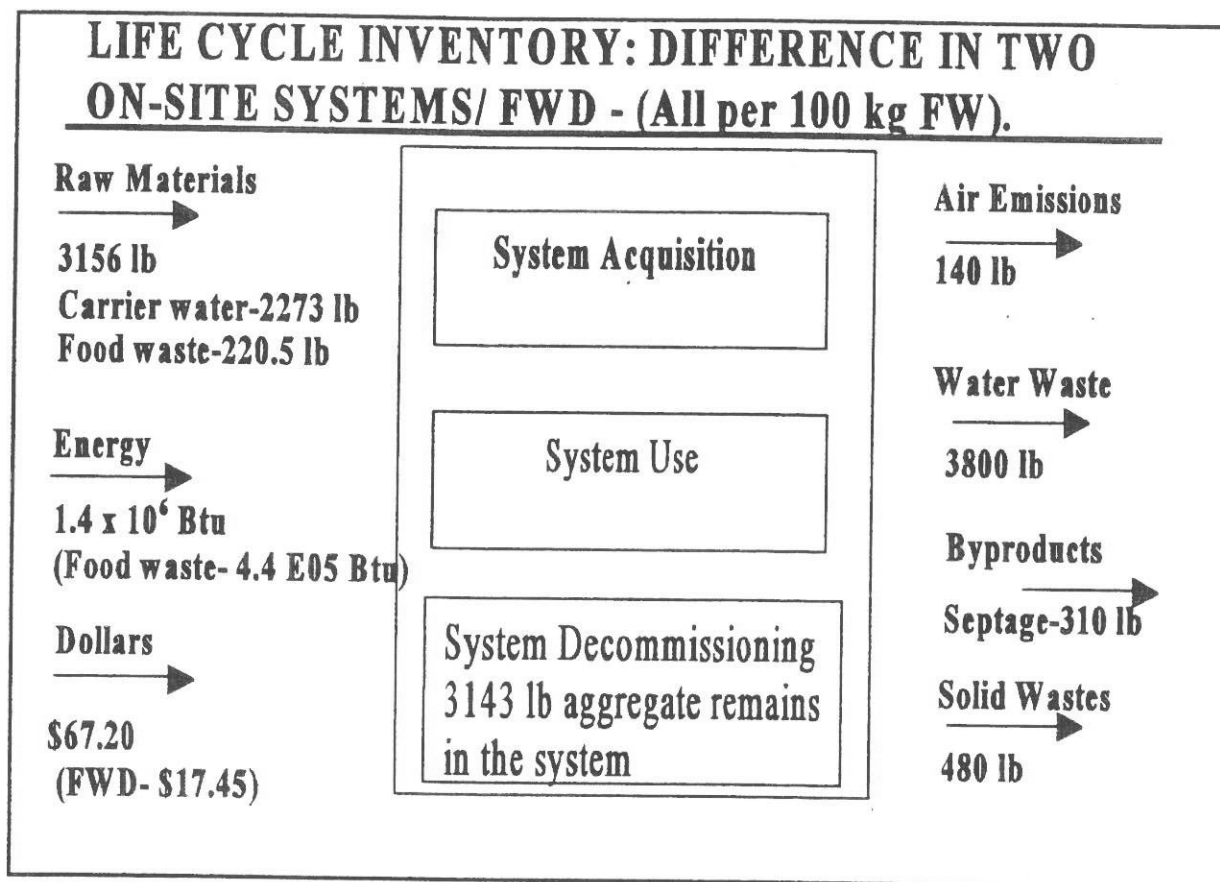 LIFE CYCLE INVENTORY: DIFFERENCE IN TWO
ON-SITE SYSTEMS/ FWD - (All per 100 kg FW).
Raw Materials
3156 lb
Carrier water-2273 lb
Food waste-220.5 lb
Energy
1.4 x 10⁶ Btu
(Food waste- 4.4 E05 Btu)
Dollars
$67.20
(FWD- $17.45)
System Acquisition
System Use
System Decommissioning
3143 lb aggregate remains
in the system
Air Emissions
140 lb
Water Waste
3800 lb
Byproducts
Septage-310 lb
Solid Wastes
480 lb